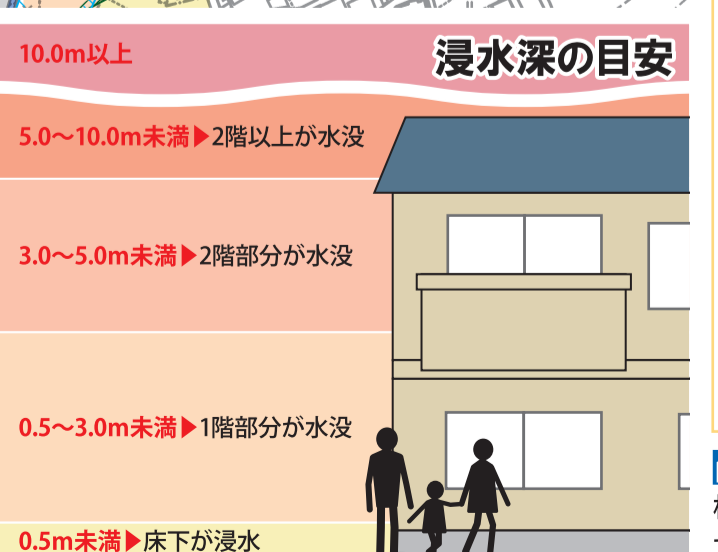 10.0m以上
浸水深の目安
5.0～10.0m未満▶2階以上が水没
3.0～5.0m未満▶2階部分が水没
0.5～3.0m未満▶1階部分が水没
0.5m未満▶床下が浸水